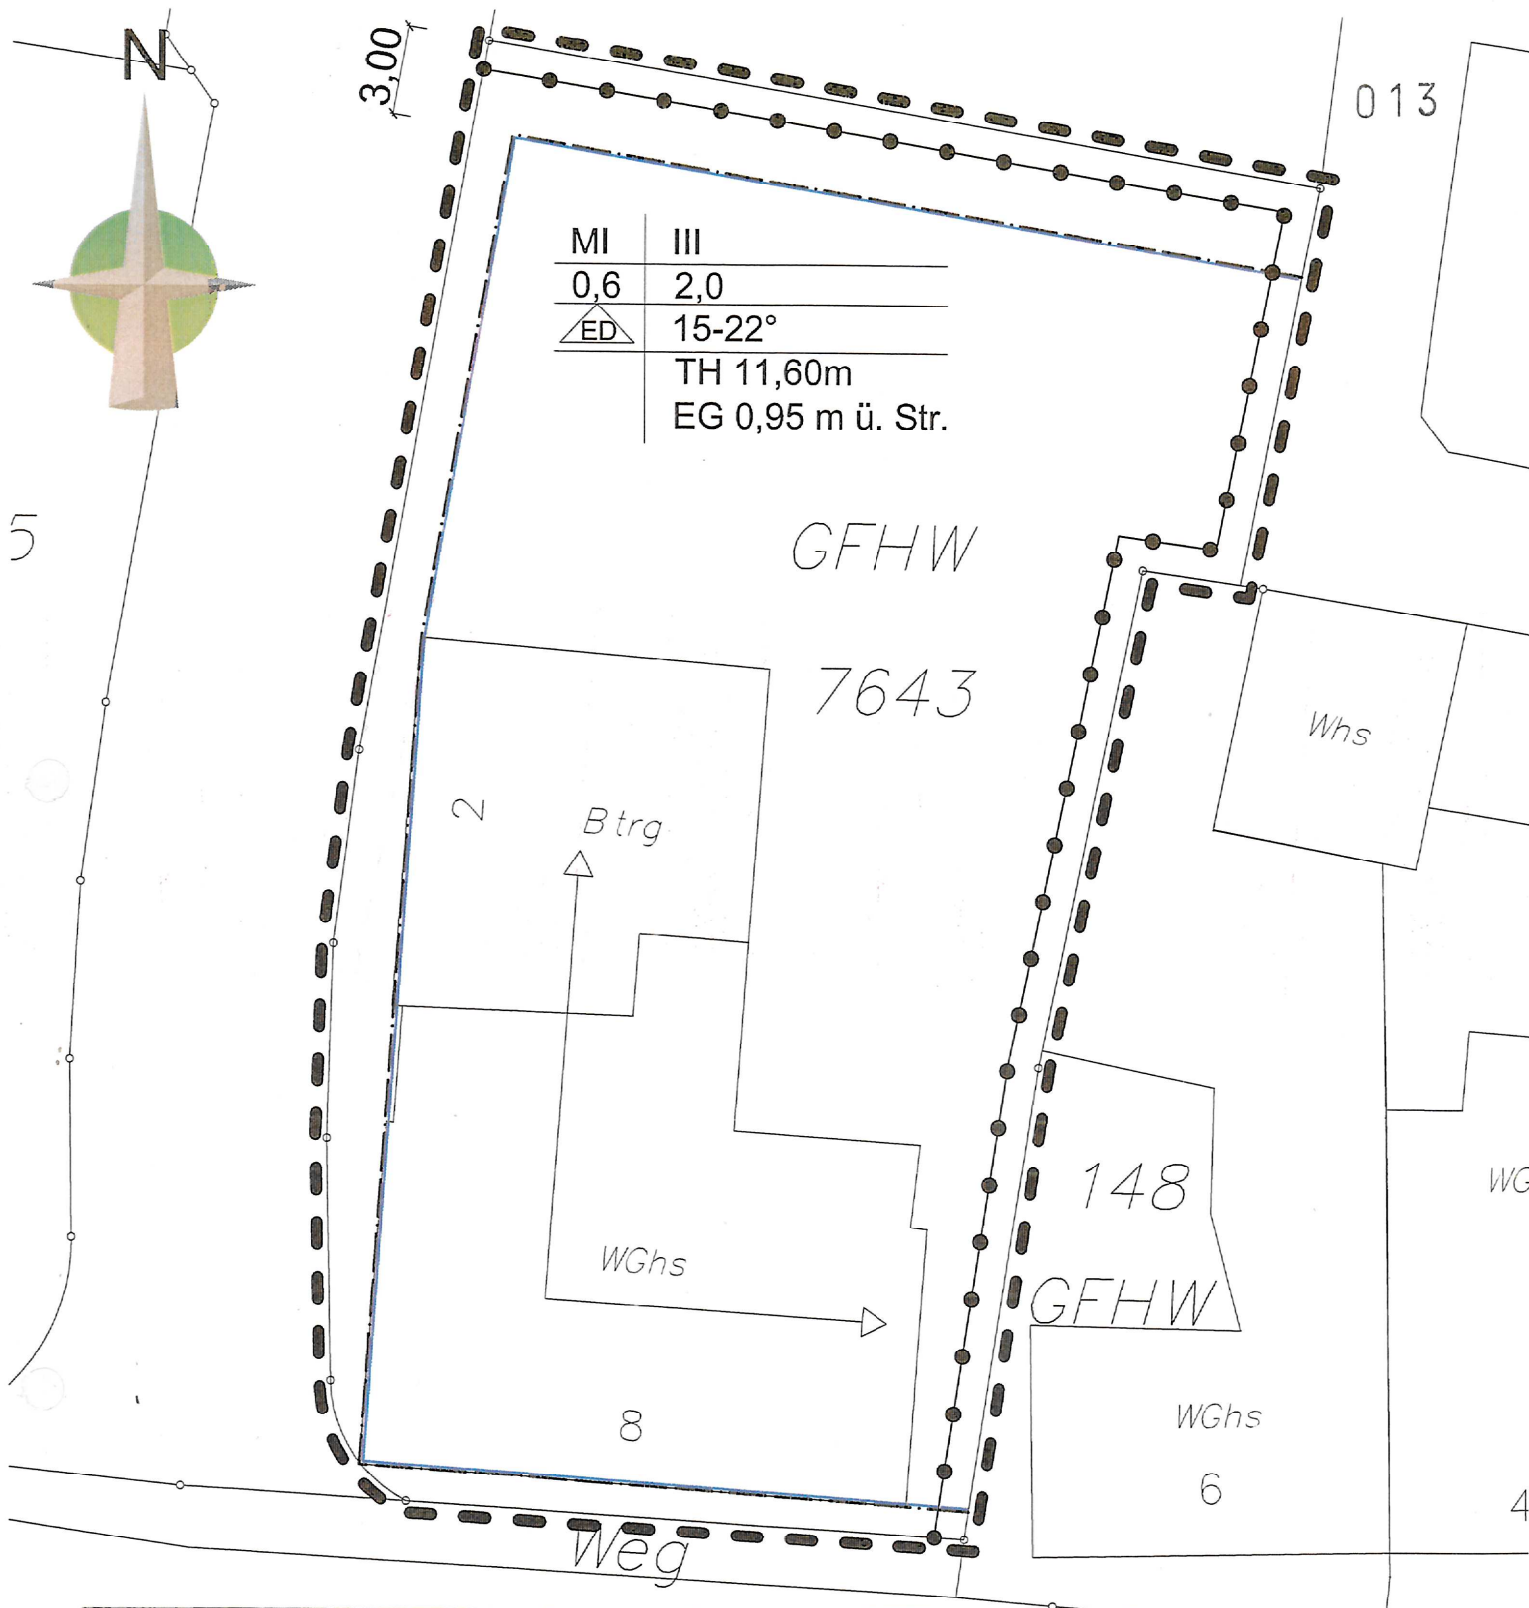 N
3,00
013
MI III
0,6 2,0
ED 15-22°
TH 11,60m
EG 0,95 m ü. Str.
5
GFHW
7643
Whs
2
Btrg
148
WG
WGhs
GFHW
8
WGhs
6
4
Weg